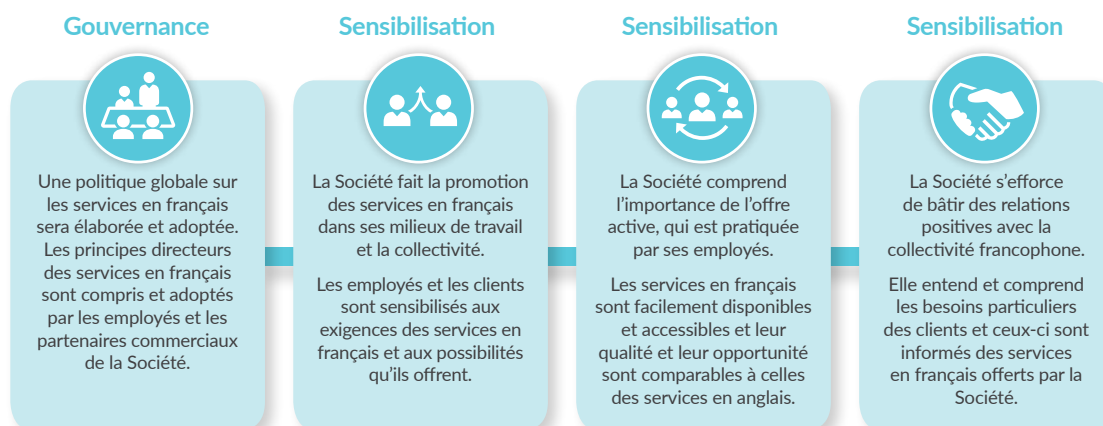 Gouvernance
Une politique globale sur
les services en français
sera élaborée et adoptée.
Les principes directeurs
des services en français
sont compris et adoptés
par les employés et les
partenaires commerciaux
de la Société.
Sensibilisation
La Société fait la promotion
des services en français
dans ses milieux de travail
et la collectivité.
Les employés et les clients
sont sensibilisés aux
exigences des services en
français et aux possibilités
qu’ils offrent.
Sensibilisation
La Société comprend
l’importance de l’offre
active, qui est pratiquée
par ses employés.
Les services en français
sont facilement disponibles
et accessibles et leur
qualité et leur opportunité
sont comparables à celles
des services en anglais.
Sensibilisation
La Société s’efforce
de bâtir des relations
positives avec la
collectivité francophone.
Elle entend et comprend
les besoins particuliers
des clients et ceux-ci sont
informés des services
en français offerts par la
Société.